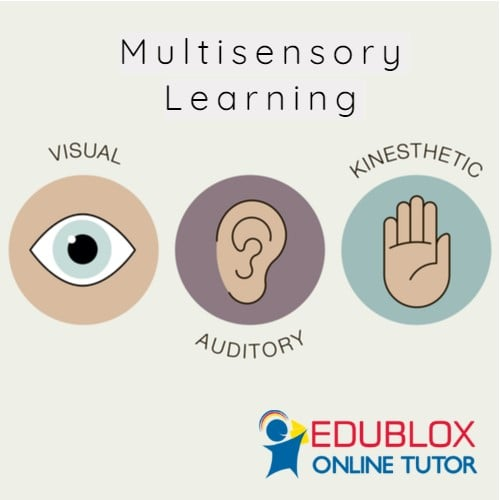 Multisensory
Learning
VISUAL
KINESTHETIC
AUDITORY
EDUBLOX
ONLINE TUTOR